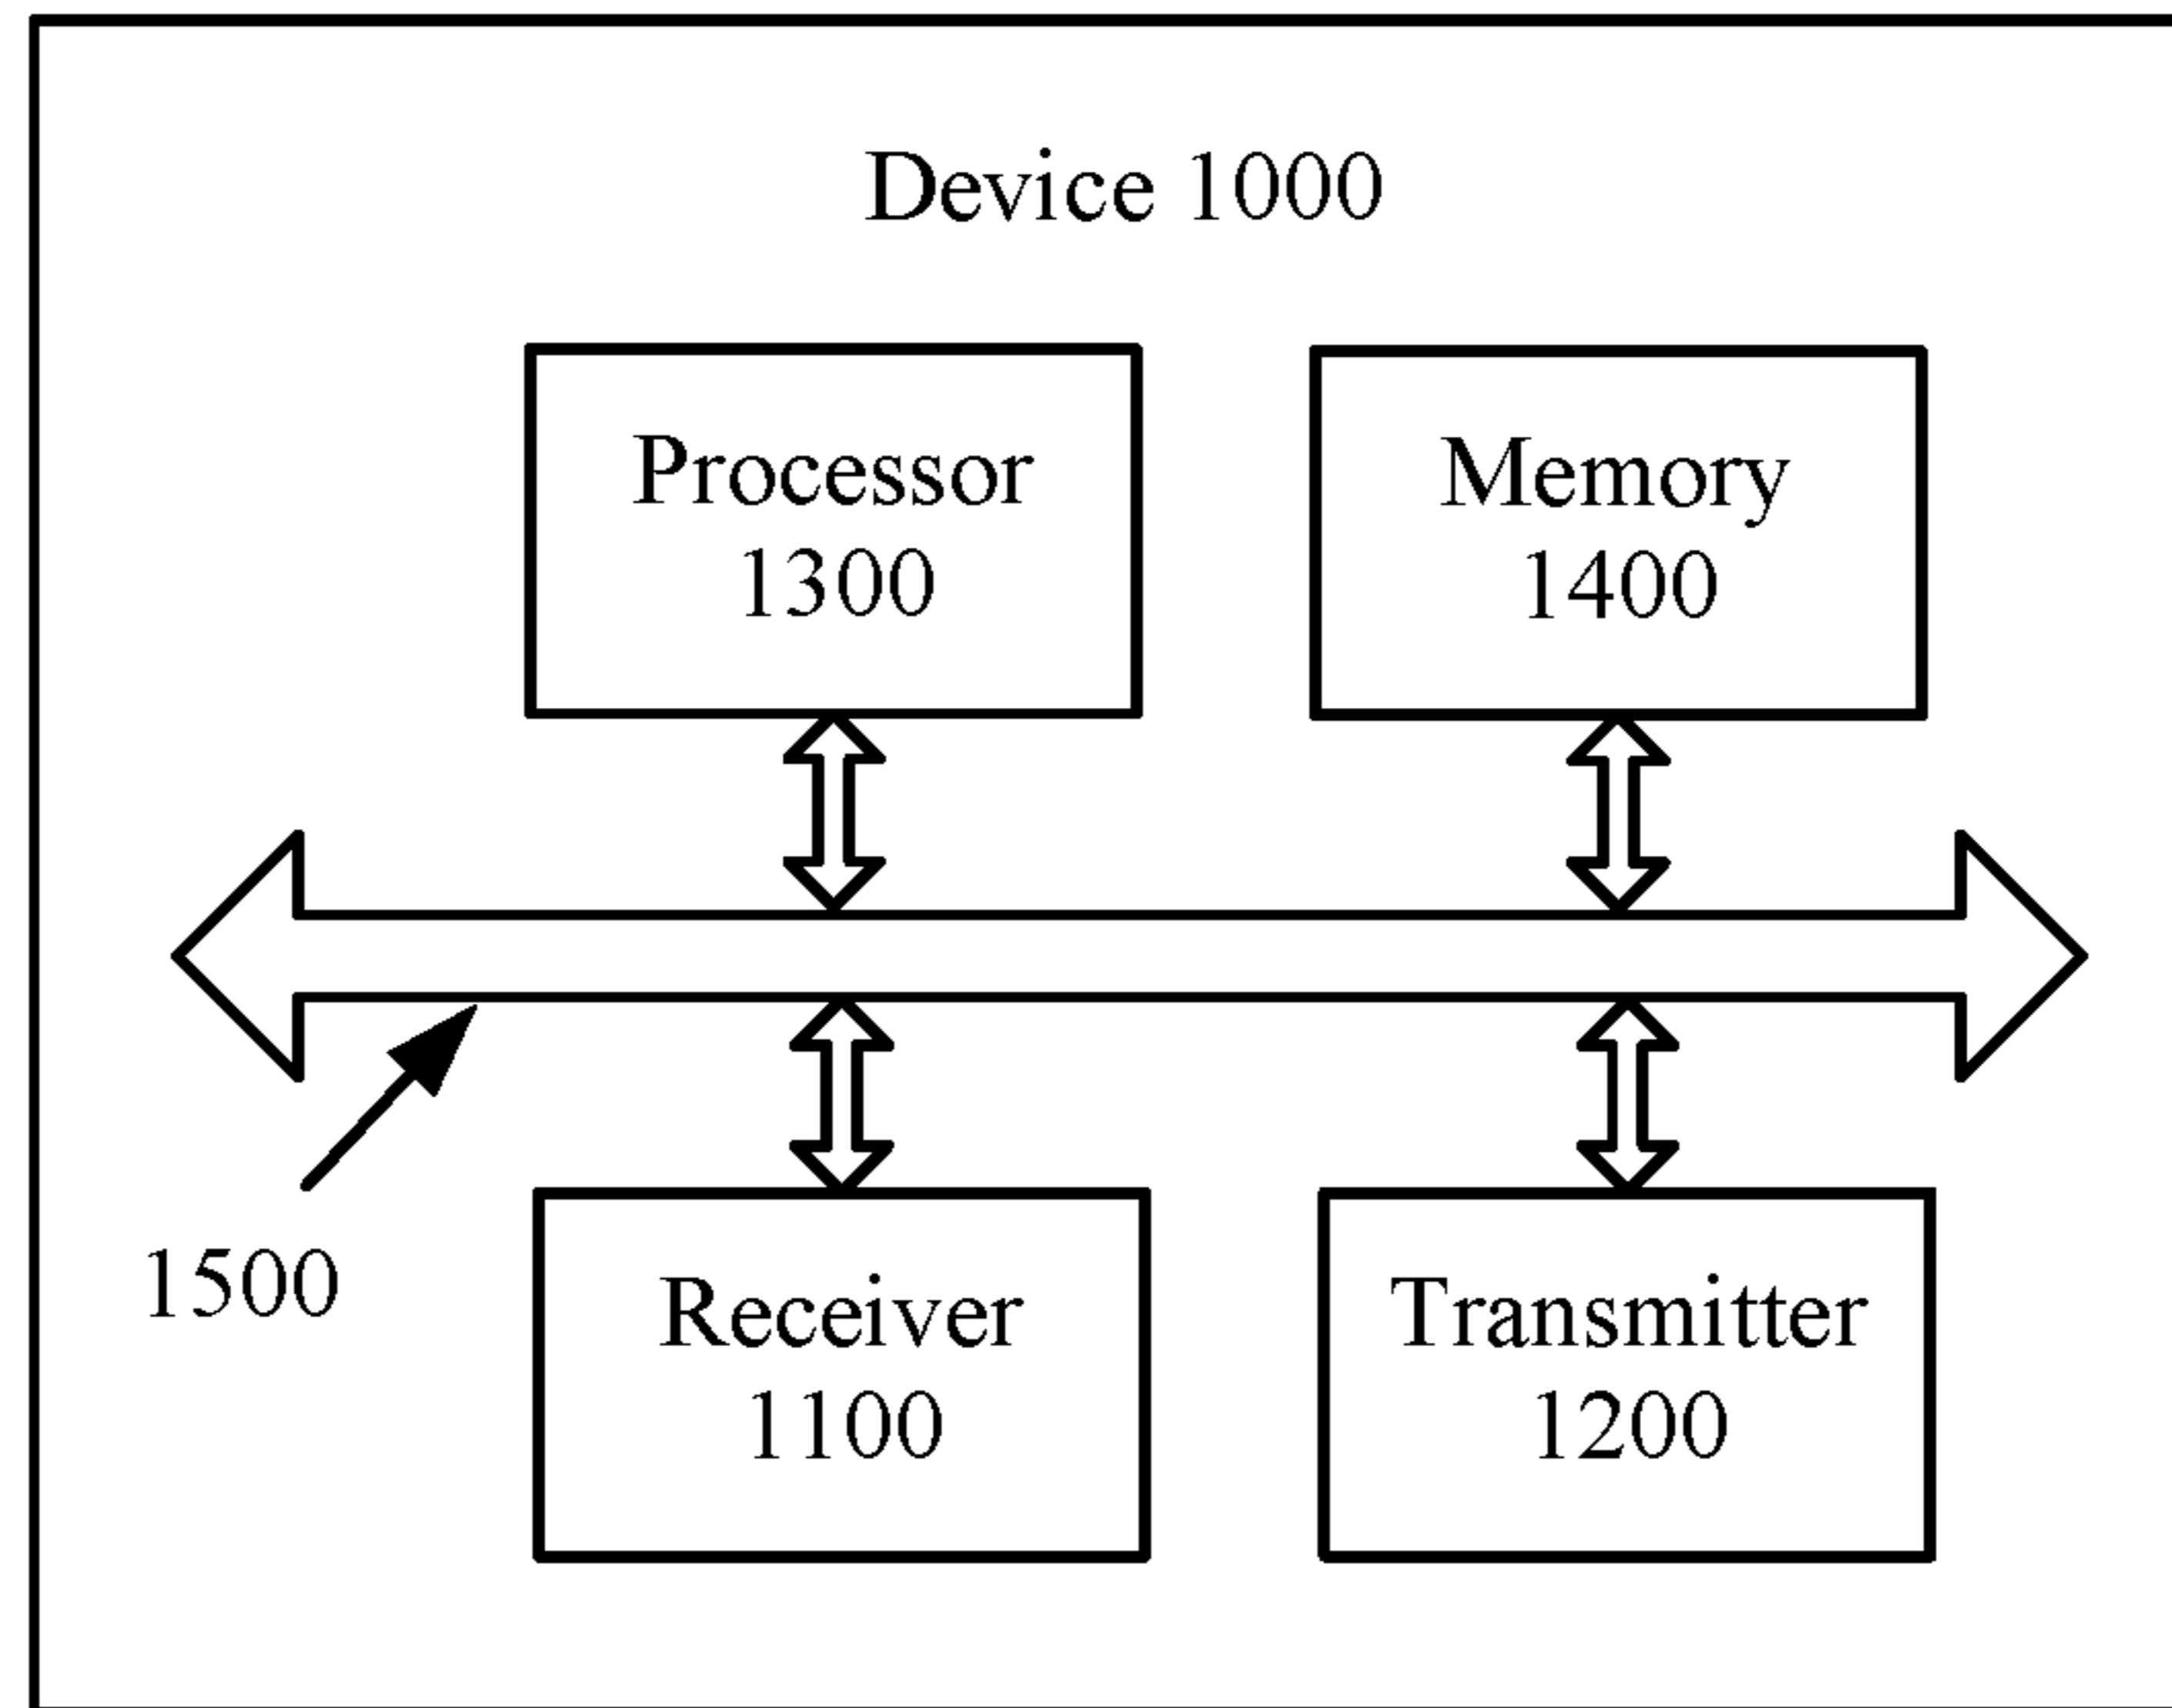 Device 1000
Processor
1300
Memory
1400
1500
Receiver
1100
Transmitter
1200